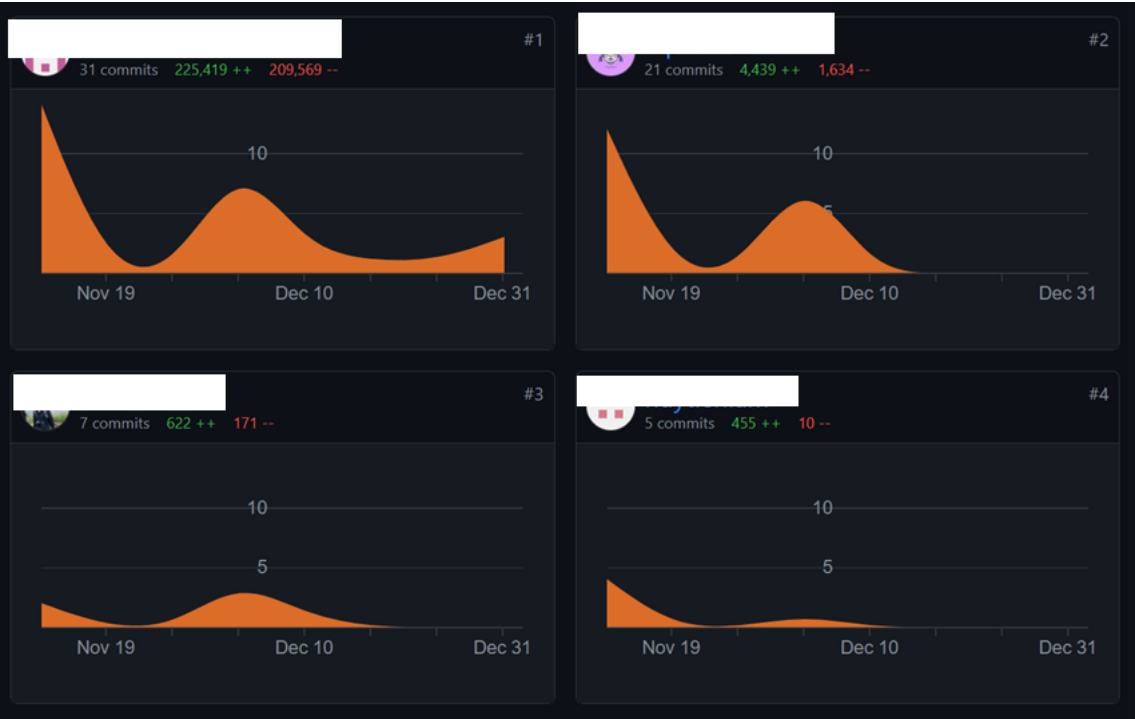 #1
31 commits 225,419 ++ 209,569 --
10
Nov 19 Dec 10 Dec 31
#2
21 commits 4,439 ++ 1,634 --
10
5
Nov 19 Dec 10 Dec 31
#3
7 commits 622 ++ 171 --
10
5
Nov 19 Dec 10 Dec 31
#4
5 commits 455 ++ 10 --
10
5
Nov 19 Dec 10 Dec 31